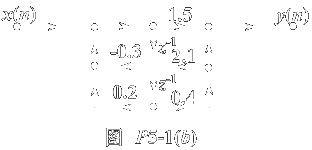 x(n) 1.5 y(n)
-0.3 z⁻¹ 2.1
0.2 z⁻¹ 0.4
图 P5-1(b)